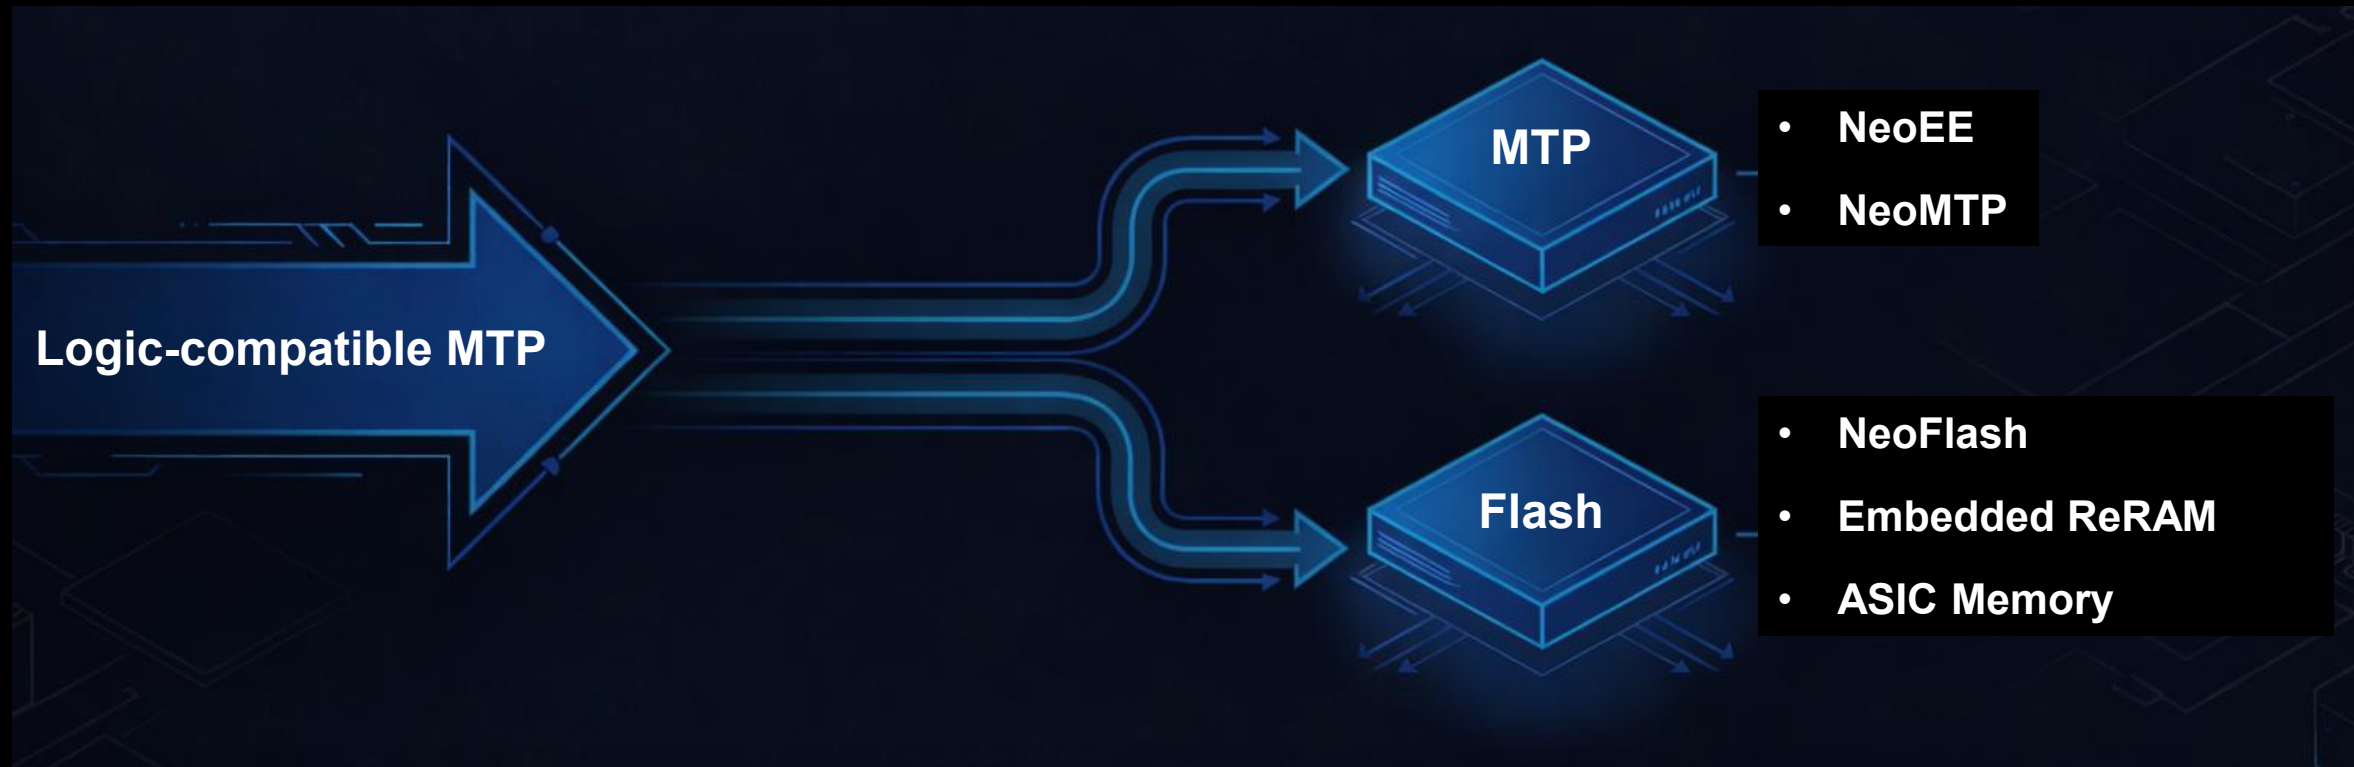 Logic-compatible MTP
MTP
• NeoEE
• NeoMTP
Flash
• NeoFlash
• Embedded ReRAM
• ASIC Memory